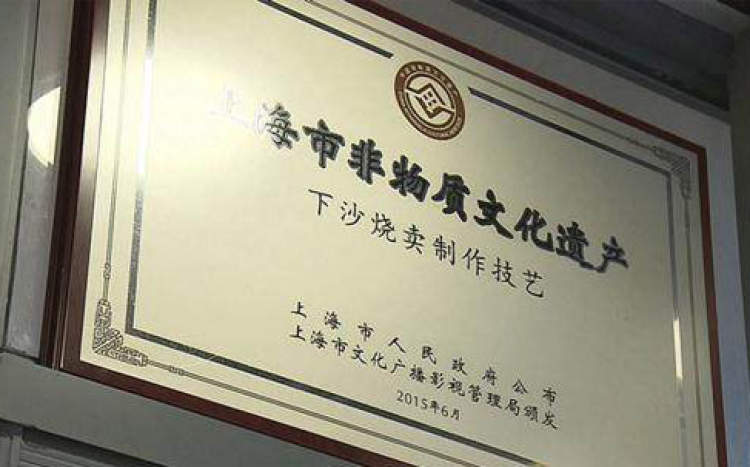 上海市非物质文化遗产
下沙烧卖制作技艺
上海市人民政府公布
上海市文化广播影视管理局颁发
2015年6月